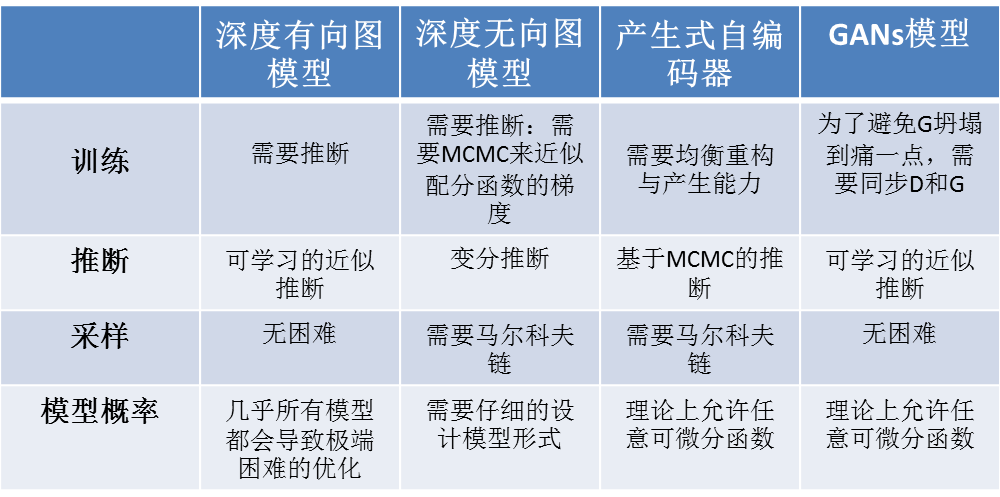 深度有向图
模型
深度无向图
模型
产生式自编
码器
GANs模型
训练
需要推断
需要推断：需
要MCMC来近似
配分函数的梯
度
需要均衡重构
与产生能力
为了避免G坍塌
到痛一点，需
要同步D和G
推断
可学习的近似
推断
变分推断
基于MCMC的推
断
可学习的近似
推断
采样
无困难
需要马尔科夫
链
需要马尔科夫
链
无困难
模型概率
几乎所有模型
都会导致极端
困难的优化
需要仔细的设
计模型形式
理论上允许任
意可微分函数
理论上允许任
意可微分函数